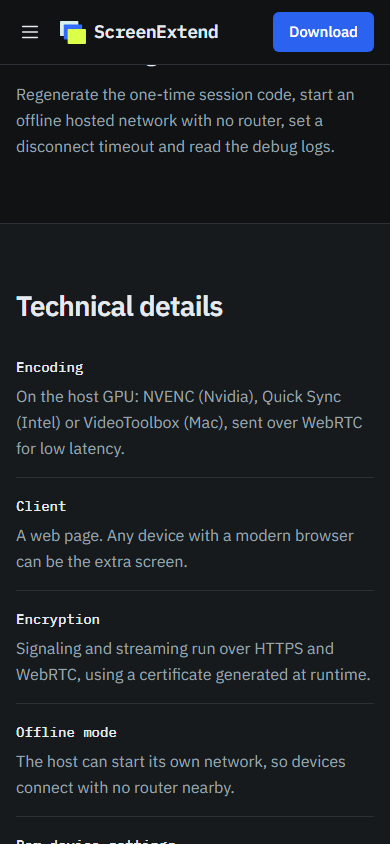 ScreenExtend
Download
Regenerate the one-time session code, start an
offline hosted network with no router, set a
disconnect timeout and read the debug logs.
Technical details
Encoding
On the host GPU: NVENC (Nvidia), Quick Sync
(Intel) or VideoToolbox (Mac), sent over WebRTC
for low latency.
Client
A web page. Any device with a modern browser
can be the extra screen.
Encryption
Signaling and streaming run over HTTPS and
WebRTC, using a certificate generated at runtime.
Offline mode
The host can start its own network, so devices
connect with no router nearby.